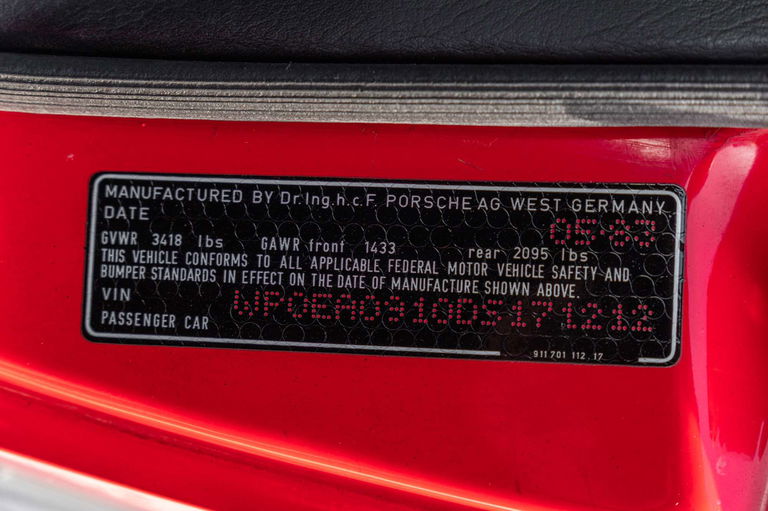 MANUFACTURED BY Dr.Ing.h.c.F. PORSCHE AG WEST GERMANY
DATE 05-83
GVWR 3418 lbs GAWR front 1433 rear 2095 lbs
THIS VEHICLE CONFORMS TO ALL APPLICABLE FEDERAL MOTOR VEHICLE SAFETY AND
BUMPER STANDARDS IN EFFECT ON THE DATE OF MANUFACTURE SHOWN ABOVE.
VIN WP0EA0910DS171212
PASSENGER CAR
911 701 112.17